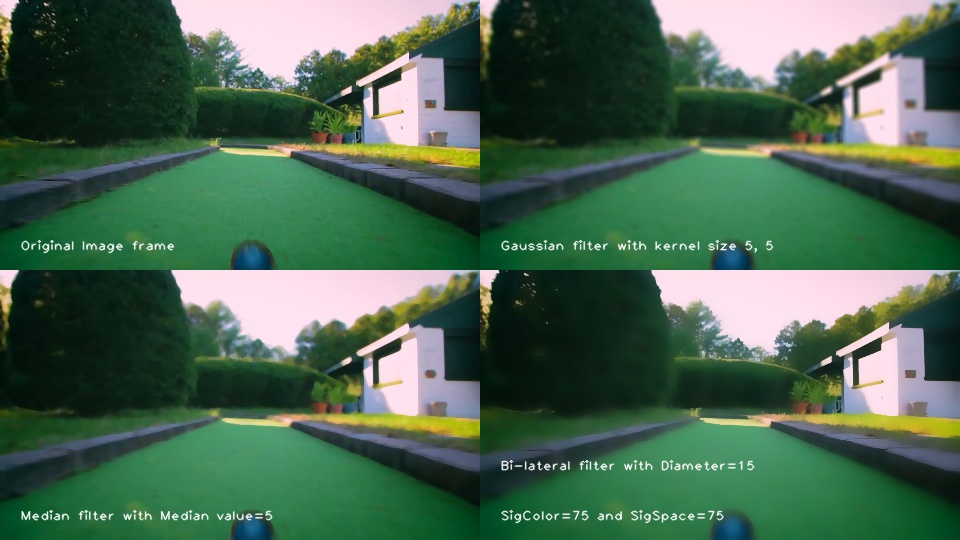 Original Image frame
Gaussian filter with kernel size 5, 5
Median filter with Median value=5
Bi-lateral filter with Diameter=15
SigColor=75 and SigSpace=75